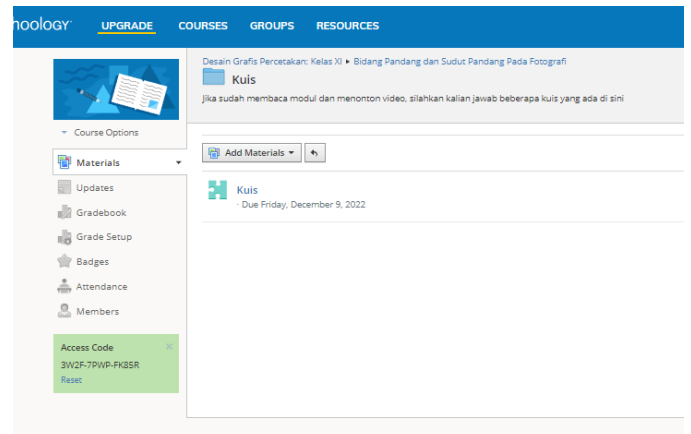 UPGRADE COURSES GROUPS RESOURCES
Desain Grafis Percetakan: Kelas XI ▸ Bidang Pandang dan Sudut Pandang Pada Fotografi
Kuis
Jika sudah membaca modul dan menonton video, silahkan kalian jawab beberapa kuis yang ada di sini
Course Options
Materials
Updates
Gradebook
Grade Setup
Badges
Attendance
Members
Access Code
3W2F-7PWP-FK85R
Reset
Add Materials
Kuis
· Due Friday, December 9, 2022